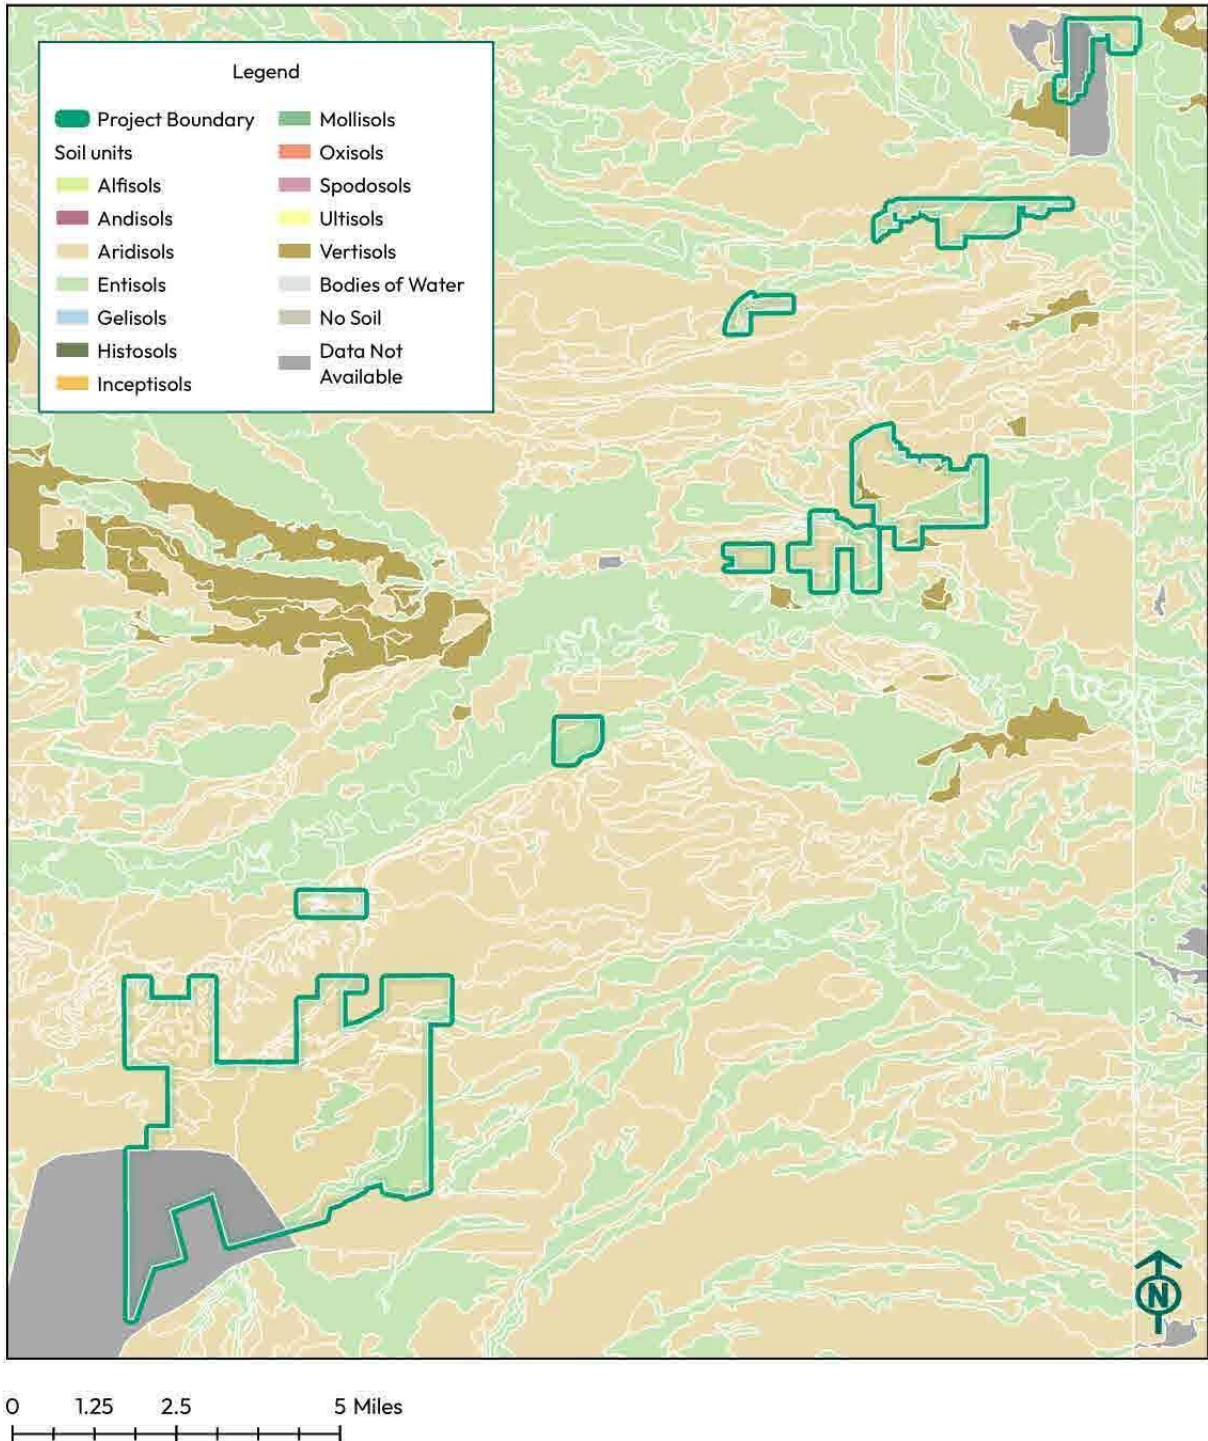 Legend
Project Boundary
Soil units
Alfisols
Andisols
Aridisols
Entisols
Gelisols
Histosols
Inceptisols
Mollisols
Oxisols
Spodosols
Ultisols
Vertisols
Bodies of Water
No Soil
Data Not
Available
N
0 1.25 2.5 5 Miles